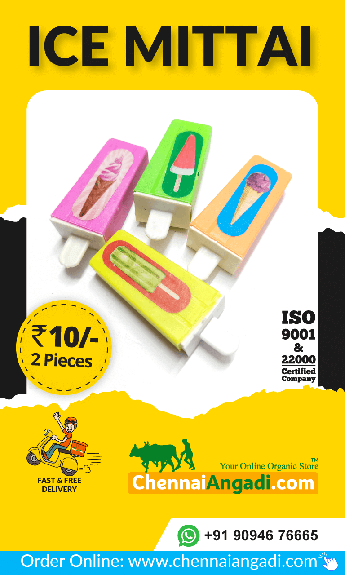 ICE MITTAI
₹10/-
2 Pieces
ISO
9001
&
22000
Certified
Company
FAST & FREE
DELIVERY
TM
Your Online Organic Store
ChennaiAngadi.com
+91 90946 76665
Order Online: www.chennaiangadi.com